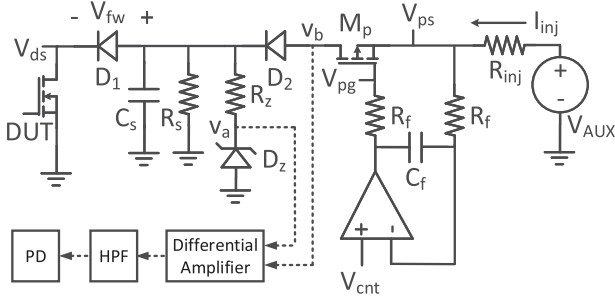 - V_fw +
v_b
M_p
V_ps
I_inj
V_ds
D_1
D_2
V_pg
R_inj
+
-
V_AUX
DUT
C_s
R_s
R_z
v_a
D_z
R_f
R_f
C_f
+ -
V_cnt
PD
HPF
Differential
Amplifier